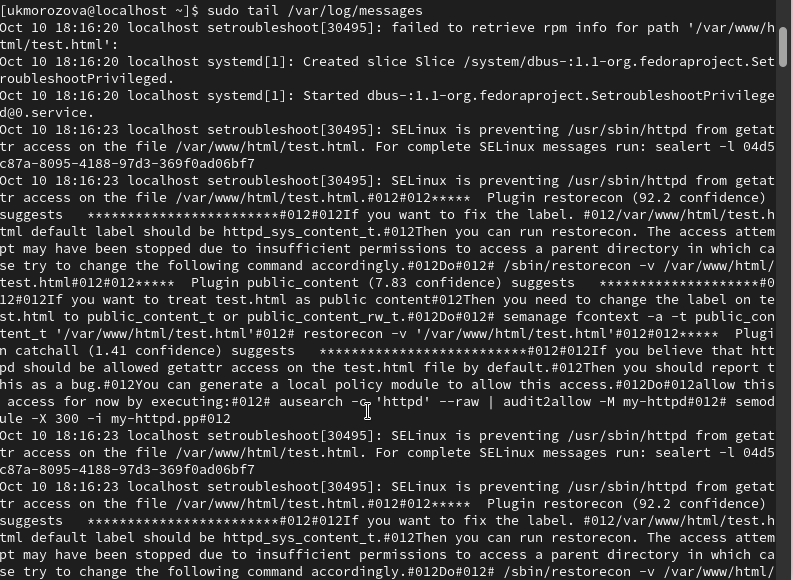 [ukmorozova@localhost ~]$ sudo tail /var/log/messages
Oct 10 18:16:20 localhost setroubleshoot[30495]: failed to retrieve rpm info for path '/var/www/h
tml/test.html':
Oct 10 18:16:20 localhost systemd[1]: Created slice Slice /system/dbus-:1.1-org.fedoraproject.Set
roubleshootPrivileged.
Oct 10 18:16:20 localhost systemd[1]: Started dbus-:1.1-org.fedoraproject.SetroubleshootPrivilege
d@0.service.
Oct 10 18:16:23 localhost setroubleshoot[30495]: SELinux is preventing /usr/sbin/httpd from getat
tr access on the file /var/www/html/test.html. For complete SELinux messages run: sealert -l 04d5
c87a-8095-4188-97d3-369f0ad06bf7
Oct 10 18:16:23 localhost setroubleshoot[30495]: SELinux is preventing /usr/sbin/httpd from getat
tr access on the file /var/www/html/test.html.#012#012*****  Plugin restorecon (92.2 confidence)
suggests   ************************#012#012If you want to fix the label. #012/var/www/html/test.h
tml default label should be httpd_sys_content_t.#012Then you can run restorecon. The access attem
pt may have been stopped due to insufficient permissions to access a parent directory in which ca
se try to change the following command accordingly.#012Do#012# /sbin/restorecon -v /var/www/html/
test.html#012#012*****  Plugin public_content (7.83 confidence) suggests   ********************#0
12#012If you want to treat test.html as public content#012Then you need to change the label on te
st.html to public_content_t or public_content_rw_t.#012Do#012# semanage fcontext -a -t public_con
tent_t '/var/www/html/test.html'#012# restorecon -v '/var/www/html/test.html'#012#012*****  Plugi
n catchall (1.41 confidence) suggests   **************************#012#012If you believe that htt
pd should be allowed getattr access on the test.html file by default.#012Then you should report t
his as a bug.#012You can generate a local policy module to allow this access.#012Do#012allow this
 access for now by executing:#012# ausearch -c 'httpd' --raw | audit2allow -M my-httpd#012# semod
ule -X 300 -i my-httpd.pp#012
Oct 10 18:16:23 localhost setroubleshoot[30495]: SELinux is preventing /usr/sbin/httpd from getat
tr access on the file /var/www/html/test.html. For complete SELinux messages run: sealert -l 04d5
c87a-8095-4188-97d3-369f0ad06bf7
Oct 10 18:16:23 localhost setroubleshoot[30495]: SELinux is preventing /usr/sbin/httpd from getat
tr access on the file /var/www/html/test.html.#012#012*****  Plugin restorecon (92.2 confidence)
suggests   ************************#012#012If you want to fix the label. #012/var/www/html/test.h
tml default label should be httpd_sys_content_t.#012Then you can run restorecon. The access attem
pt may have been stopped due to insufficient permissions to access a parent directory in which ca
se try to change the following command accordingly.#012Do#012# /sbin/restorecon -v /var/www/html/